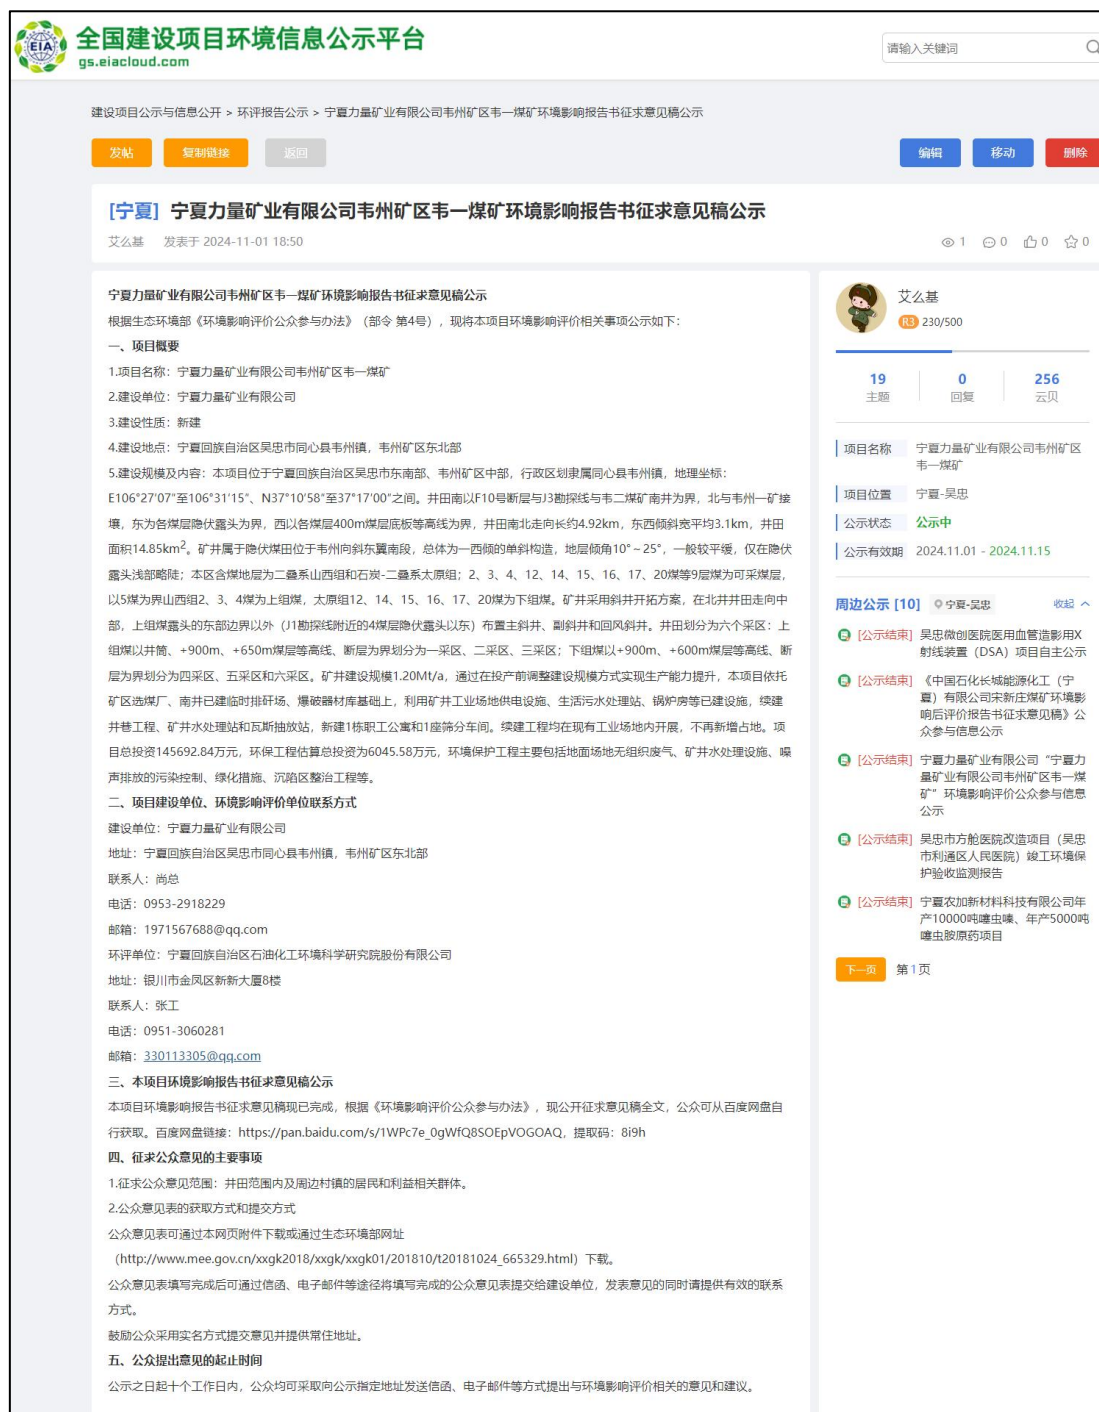 EIA
全国建设项目环境信息公示平台
gs.eiacloud.com
请输入关键词
建设项目公示与信息公开 > 环评报告公示 > 宁夏力量矿业有限公司韦州矿区韦一煤矿环境影响报告书征求意见稿公示
发帖 复制链接 返回 编辑 移动 删除
[宁夏] 宁夏力量矿业有限公司韦州矿区韦一煤矿环境影响报告书征求意见稿公示
艾么基 发表于 2024-11-01 18:50
1 0 0 0
宁夏力量矿业有限公司韦州矿区韦一煤矿环境影响报告书征求意见稿公示
根据生态环境部《环境影响评价公众参与办法》（部令 第4号），现将本项目环境影响评价相关事项公示如下：
一、项目概要
1.项目名称：宁夏力量矿业有限公司韦州矿区韦一煤矿
2.建设单位：宁夏力量矿业有限公司
3.建设性质：新建
4.建设地点：宁夏回族自治区吴忠市同心县韦州镇，韦州矿区东北部
5.建设规模及内容：本项目位于宁夏回族自治区吴忠市东南部、韦州矿区中部，行政区划隶属同心县韦州镇，地理坐标：
E106°27′07″至106°31′15″、N37°10′58″至37°17′00″之间。井田南以F10号断层与J3勘探线与韦二煤矿南井为界，北与韦州一矿接
壤，东为各煤层隐伏露头为界，西以各煤层400m煤层底板等高线为界，井田南北走向长约4.92km，东西倾斜宽平均3.1km，井田
面积14.85km²。矿井属于隐伏煤田位于韦州向斜东翼南段，总体为一西倾的单斜构造，地层倾角10°～25°，一般较平缓，仅在隐伏
露头浅部略陡；本区含煤地层为二叠系山西组和石炭-二叠系太原组；2、3、4、12、14、15、16、17、20煤等9层煤为可采煤层，
以5煤为界山西组2、3、4煤为上组煤，太原组12、14、15、16、17、20煤为下组煤。矿井采用斜井开拓方案，在北井井田走向中
部，上组煤露头的东部边界以外（J1勘探线附近的4煤层隐伏露头以东）布置主斜井、副斜井和回风斜井。井田划分为六个采区：上
组煤以井筒、+900m、+650m煤层等高线、断层为界划分为一采区、二采区、三采区；下组煤以+900m、+600m煤层等高线、断
层为界划分为四采区、五采区和六采区。矿井建设规模1.20Mt/a，通过在投产前调整建设规模方式实现生产能力提升，本项目依托
矿区选煤厂、南井已建临时排矸场、爆破器材库基础上，利用矿井工业场地供电设施、生活污水处理站、锅炉房等已建设施，续建
井巷工程、矿井水处理站和瓦斯抽放站，新建1栋职工公寓和1座筛分车间。续建工程均在现有工业场地内开展，不再新增占地。项
目总投资145692.84万元，环保工程估算总投资为6045.58万元，环境保护工程主要包括地面场地无组织废气、矿井水处理设施、噪
声排放的污染控制、绿化措施、沉陷区整治工程等。
二、项目建设单位、环境影响评价单位联系方式
建设单位：宁夏力量矿业有限公司
地址：宁夏回族自治区吴忠市同心县韦州镇，韦州矿区东北部
联系人：尚总
电话：0953-2918229
邮箱：1971567688@qq.com
环评单位：宁夏回族自治区石油化工环境科学研究院股份有限公司
地址：银川市金凤区新新大厦8楼
联系人：张工
电话：0951-3060281
邮箱：330113305@qq.com
三、本项目环境影响报告书征求意见稿公示
本项目环境影响报告书征求意见稿现已完成，根据《环境影响评价公众参与办法》，现公开征求意见稿全文，公众可从百度网盘自
行获取。百度网盘链接：https://pan.baidu.com/s/1WPc7e_0gWfQ8SOEpVOGOAQ，提取码：8i9h
四、征求公众意见的主要事项
1.征求公众意见范围：井田范围内及周边村镇的居民和利益相关群体。
2.公众意见表的获取方式和提交方式
公众意见表可通过本网页附件下载或通过生态环境部网址
（http://www.mee.gov.cn/xxgk2018/xxgk/xxgk01/201810/t20181024_665329.html）下载。
公众意见表填写完成后可通过信函、电子邮件等途径将填写完成的公众意见表提交给建设单位，发表意见的同时请提供有效的联系
方式。
鼓励公众采用实名方式提交意见并提供常住地址。
五、公众提出意见的起止时间
公示之日起十个工作日内，公众均可采取向公示指定地址发送信函、电子邮件等方式提出与环境影响评价相关的意见和建议。
艾么基
R3 230/500
19 0 256
主题 回复 云贝
项目名称 宁夏力量矿业有限公司韦州矿区
韦一煤矿
项目位置 宁夏-吴忠
公示状态 公示中
公示有效期 2024.11.01 - 2024.11.15
周边公示 [10] 宁夏-吴忠 收起
[公示结束] 吴忠微创医院医用血管造影用X
射线装置（DSA）项目自主公示
[公示结束] 《中国石化长城能源化工（宁
夏）有限公司宋新庄煤矿环境影
响后评价报告书征求意见稿》公
众参与信息公示
[公示结束] 宁夏力量矿业有限公司“宁夏力
量矿业有限公司韦州矿区韦一煤
矿”环境影响评价公众参与信息
公示
[公示结束] 吴忠市方舱医院改造项目（吴忠
市利通区人民医院）竣工环境保
护验收监测报告
[公示结束] 宁夏农加新材料科技有限公司年
产10000吨噻虫嗪、年产5000吨
噻虫胺原药项目
下一页 第1页